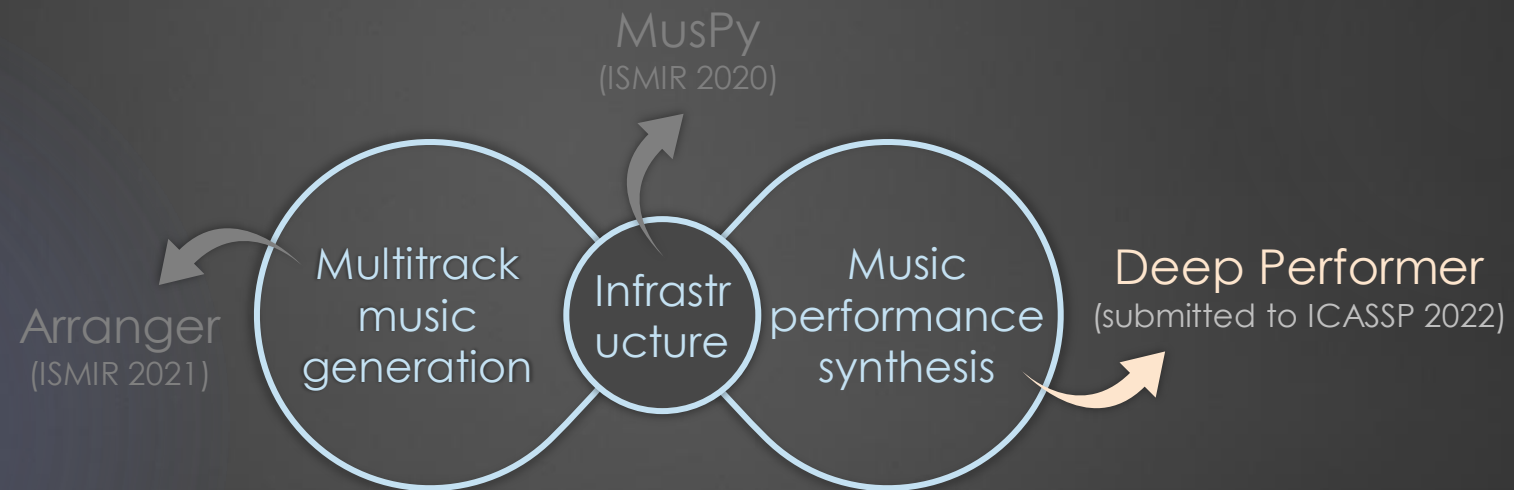 MusPy
(ISMIR 2020)
Arranger
(ISMIR 2021)
Multitrack
music
generation
Infrastr
ucture
Music
performance
synthesis
Deep Performer
(submitted to ICASSP 2022)